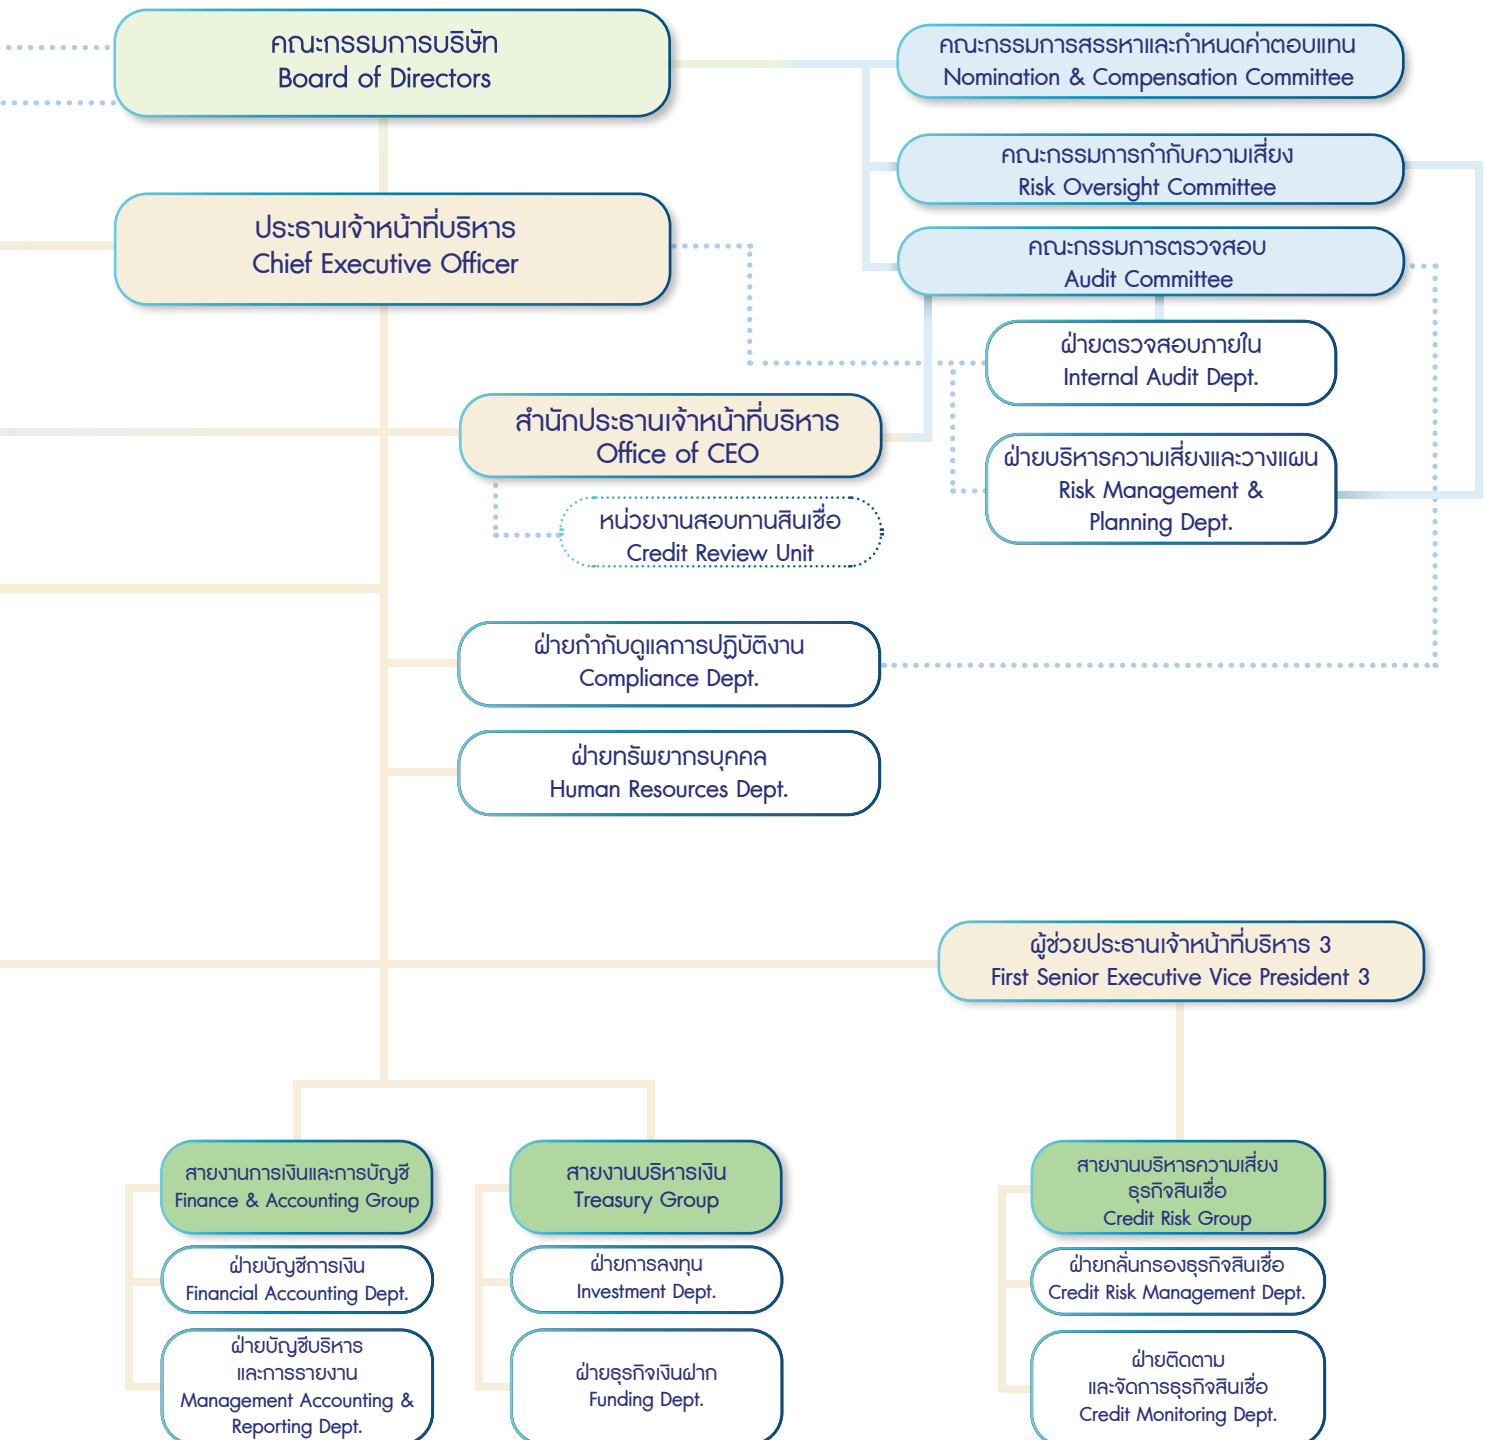 คณะกรรมการบริษัท
Board of Directors
คณะกรรมการสรรหาและกำหนดค่าตอบแทน
Nomination & Compensation Committee
คณะกรรมการกำกับความเสี่ยง
Risk Oversight Committee
ประธานเจ้าหน้าที่บริหาร
Chief Executive Officer
คณะกรรมการตรวจสอบ
Audit Committee
ฝ่ายตรวจสอบภายใน
Internal Audit Dept.
สำนักประธานเจ้าหน้าที่บริหาร
Office of CEO
ฝ่ายบริหารความเสี่ยงและวางแผน
Risk Management &
Planning Dept.
หน่วยงานสอบทานสินเชื่อ
Credit Review Unit
ฝ่ายกำกับดูแลการปฏิบัติงาน
Compliance Dept.
ฝ่ายทรัพยากรบุคคล
Human Resources Dept.
ผู้ช่วยประธานเจ้าหน้าที่บริหาร 3
First Senior Executive Vice President 3
สายงานการเงินและการบัญชี
Finance & Accounting Group
ฝ่ายบัญชีการเงิน
Financial Accounting Dept.
ฝ่ายบัญชีบริหาร
และการรายงาน
Management Accounting &
Reporting Dept.
สายงานบริหารเงิน
Treasury Group
ฝ่ายการลงทุน
Investment Dept.
ฝ่ายธุรกิจเงินฝาก
Funding Dept.
สายงานบริหารความเสี่ยง
ธุรกิจสินเชื่อ
Credit Risk Group
ฝ่ายกลั่นกรองธุรกิจสินเชื่อ
Credit Risk Management Dept.
ฝ่ายติดตาม
และจัดการธุรกิจสินเชื่อ
Credit Monitoring Dept.